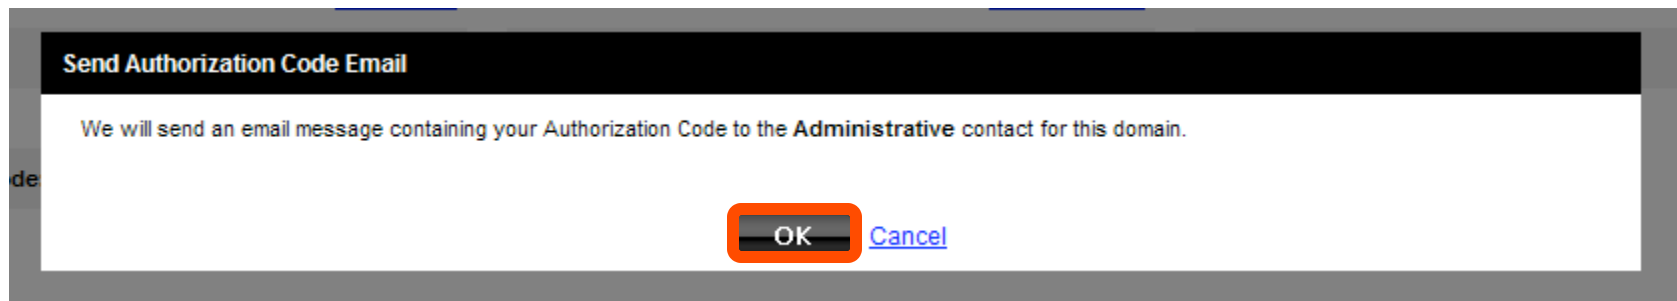 Send Authorization Code Email
We will send an email message containing your Authorization Code to the Administrative contact for this domain.
de
OK Cancel